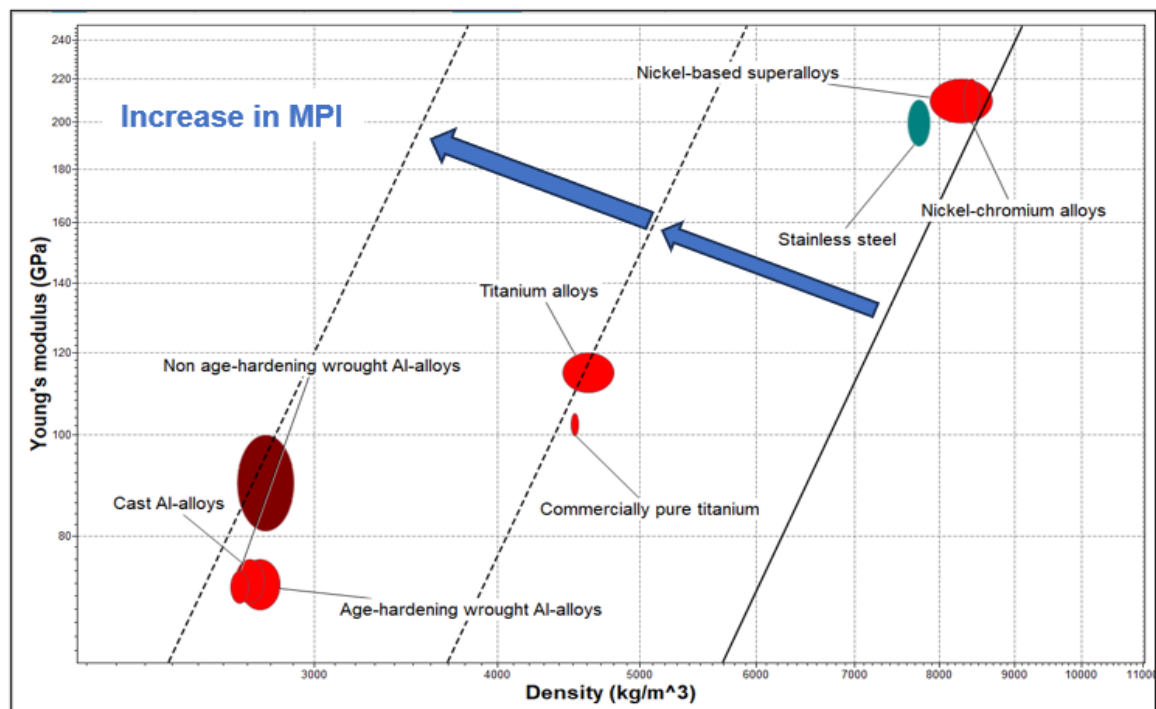 240
220
200
180
160
140
120
100
80
Young's modulus (GPa)
Increase in MPI
Nickel-based superalloys
Nickel-chromium alloys
Stainless steel
Titanium alloys
Non age-hardening wrought Al-alloys
Commercially pure titanium
Cast Al-alloys
Age-hardening wrought Al-alloys
3000
4000
5000
6000
7000
8000
9000
10000
11000
Density (kg/m^3)